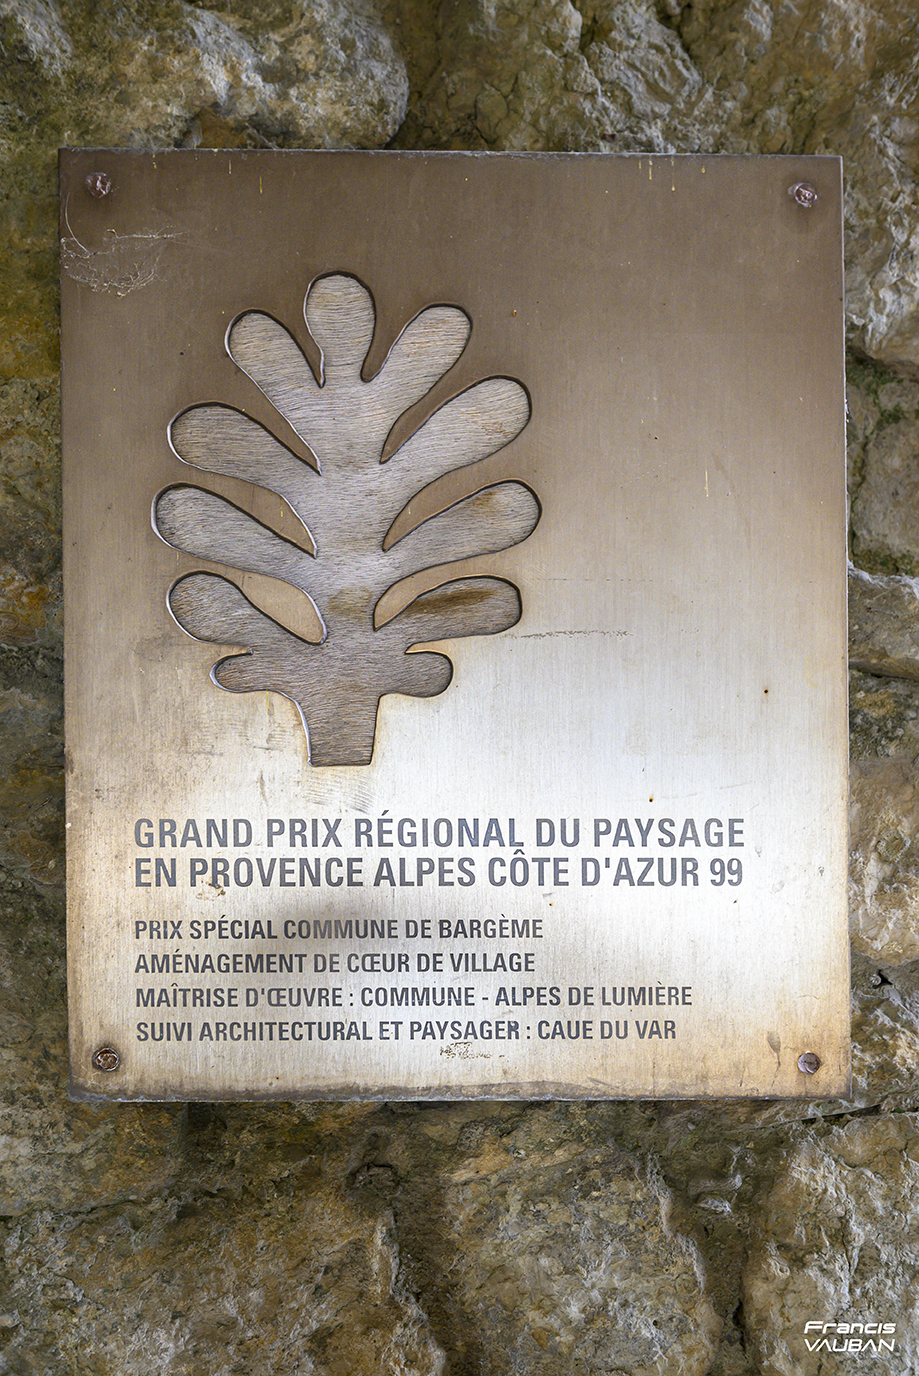 GRAND PRIX RÉGIONAL DU PAYSAGE
EN PROVENCE ALPES CÔTE D'AZUR 99
PRIX SPÉCIAL COMMUNE DE BARGÈME
AMÉNAGEMENT DE CŒUR DE VILLAGE
MAÎTRISE D'ŒUVRE : COMMUNE - ALPES DE LUMIÈRE
SUIVI ARCHITECTURAL ET PAYSAGER : CAUE DU VAR
Francis
VAUBAN